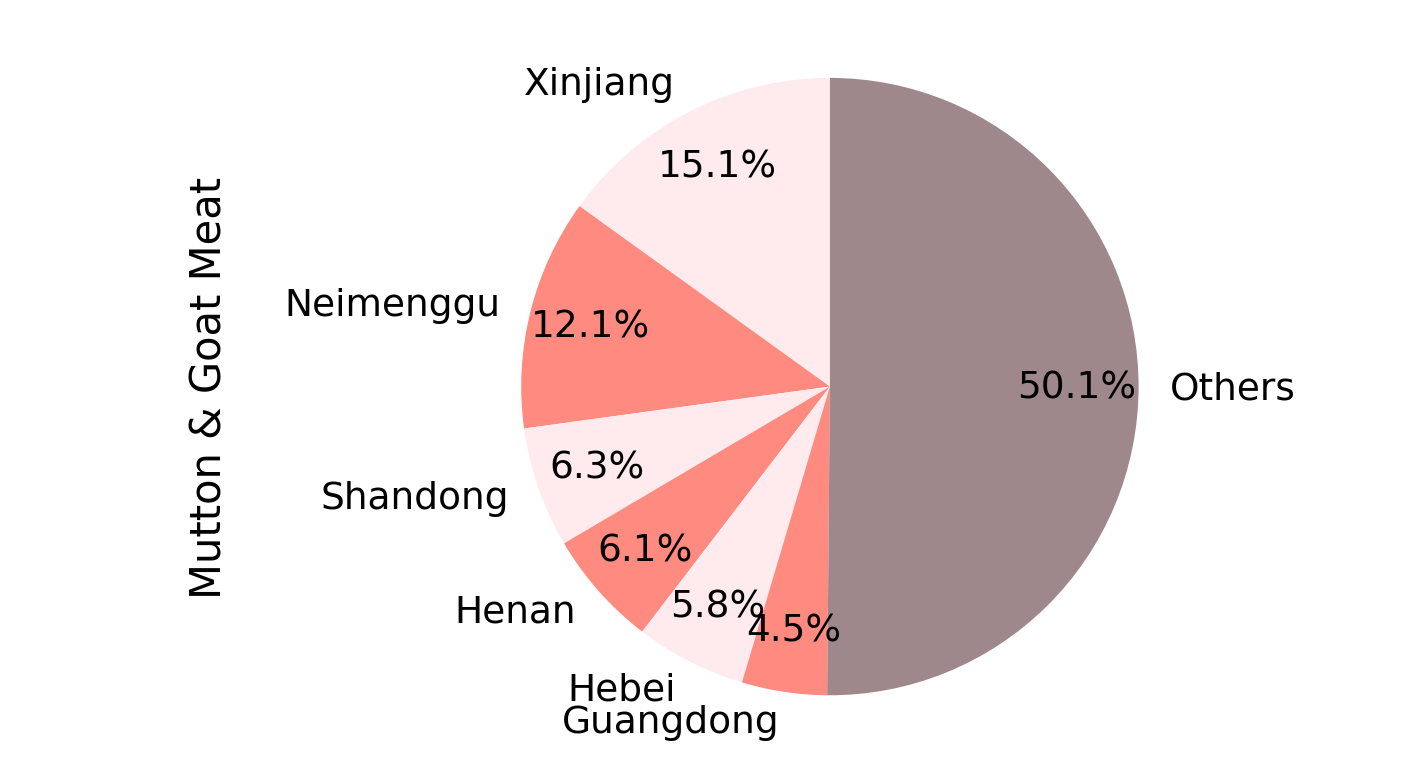 Mutton & Goat Meat
Xinjiang
15.1%
Neimenggu
12.1%
Shandong
6.3%
Henan
6.1%
Hebei
5.8%
Guangdong
4.5%
Others
50.1%